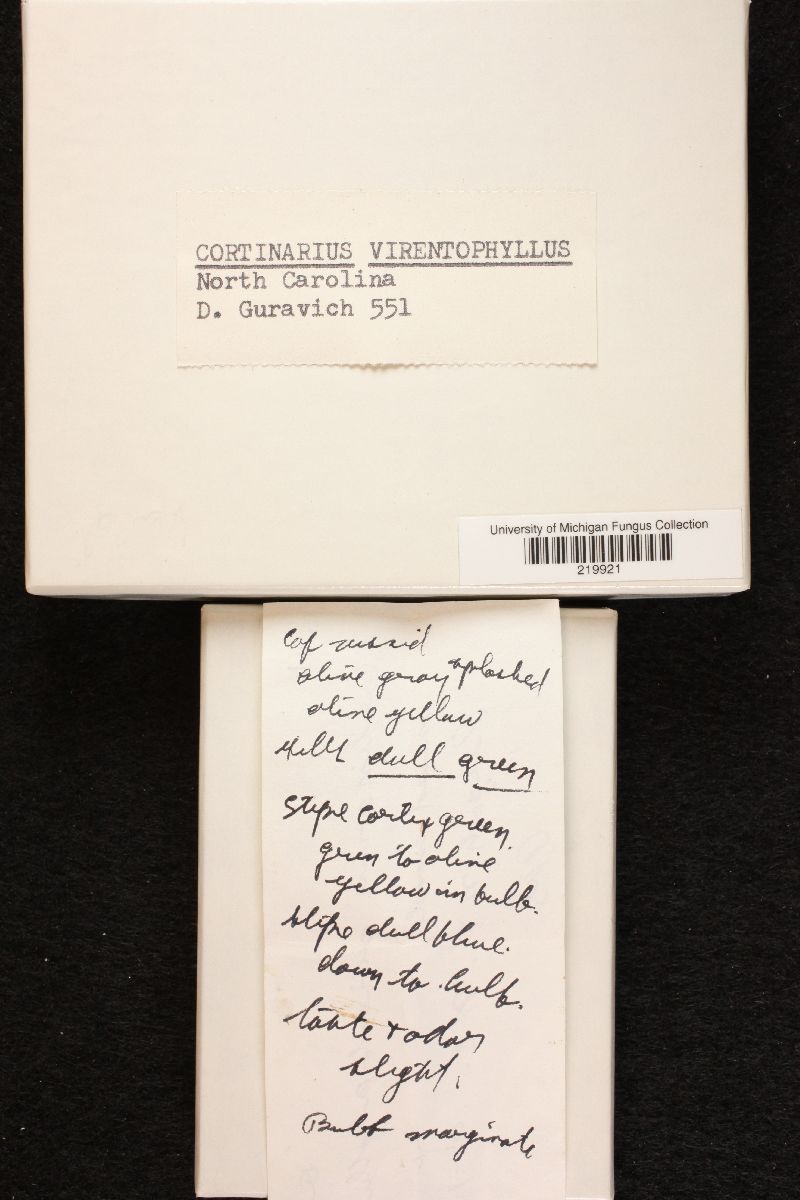 CORTINARIUS VIRENTOPHYLLUS
North Carolina
D. Guravich 551
University of Michigan Fungus Collection
219921
Cap viscid
olive gray splashed
olive yellow
gills dull green
Stipe cortex green
green to olive
yellow in bulb.
stipe dull blue.
down to bulb.
taste + odor
slight.
Bulb marginate